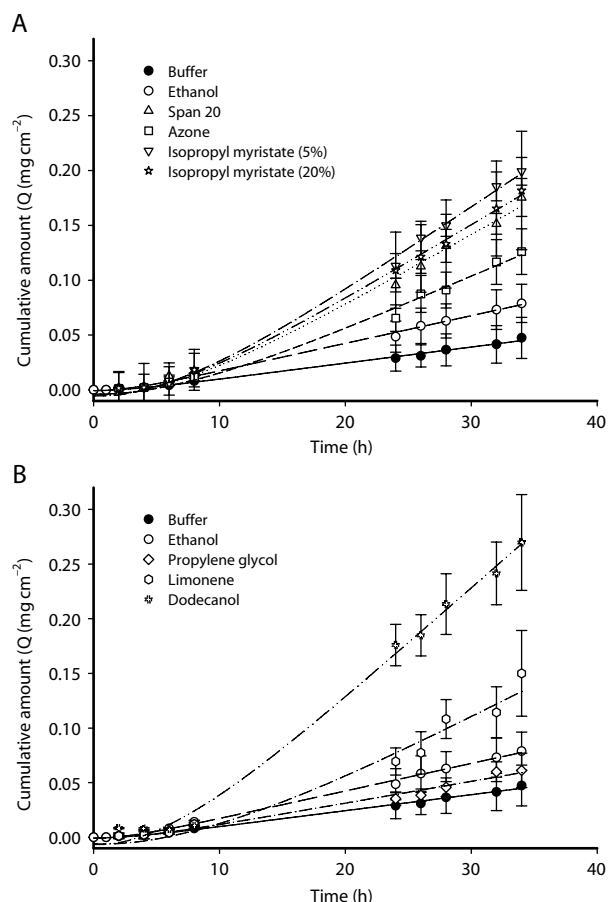 A
0.30
0.25
0.20
0.15
0.10
0.05
0.00
Cumulative amount (Q (mg cm−2)
Buffer
Ethanol
Span 20
Azone
Isopropyl myristate (5%)
Isopropyl myristate (20%)
0
10
20
30
40
Time (h)
B
0.30
0.25
0.20
0.15
0.10
0.05
0.00
Cumulative amount (Q (mg cm−2)
Buffer
Ethanol
Propylene glycol
Limonene
Dodecanol
0
10
20
30
40
Time (h)